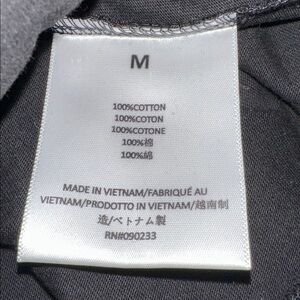 M
100%COTTON
100%COTON
100%COTONE
100%棉
100%綿
MADE IN VIETNAM/FABRIQUÉ AU
VIETNAM/PRODOTTO IN VIETNAM/越南制
造/ベトナム製
RN#090233